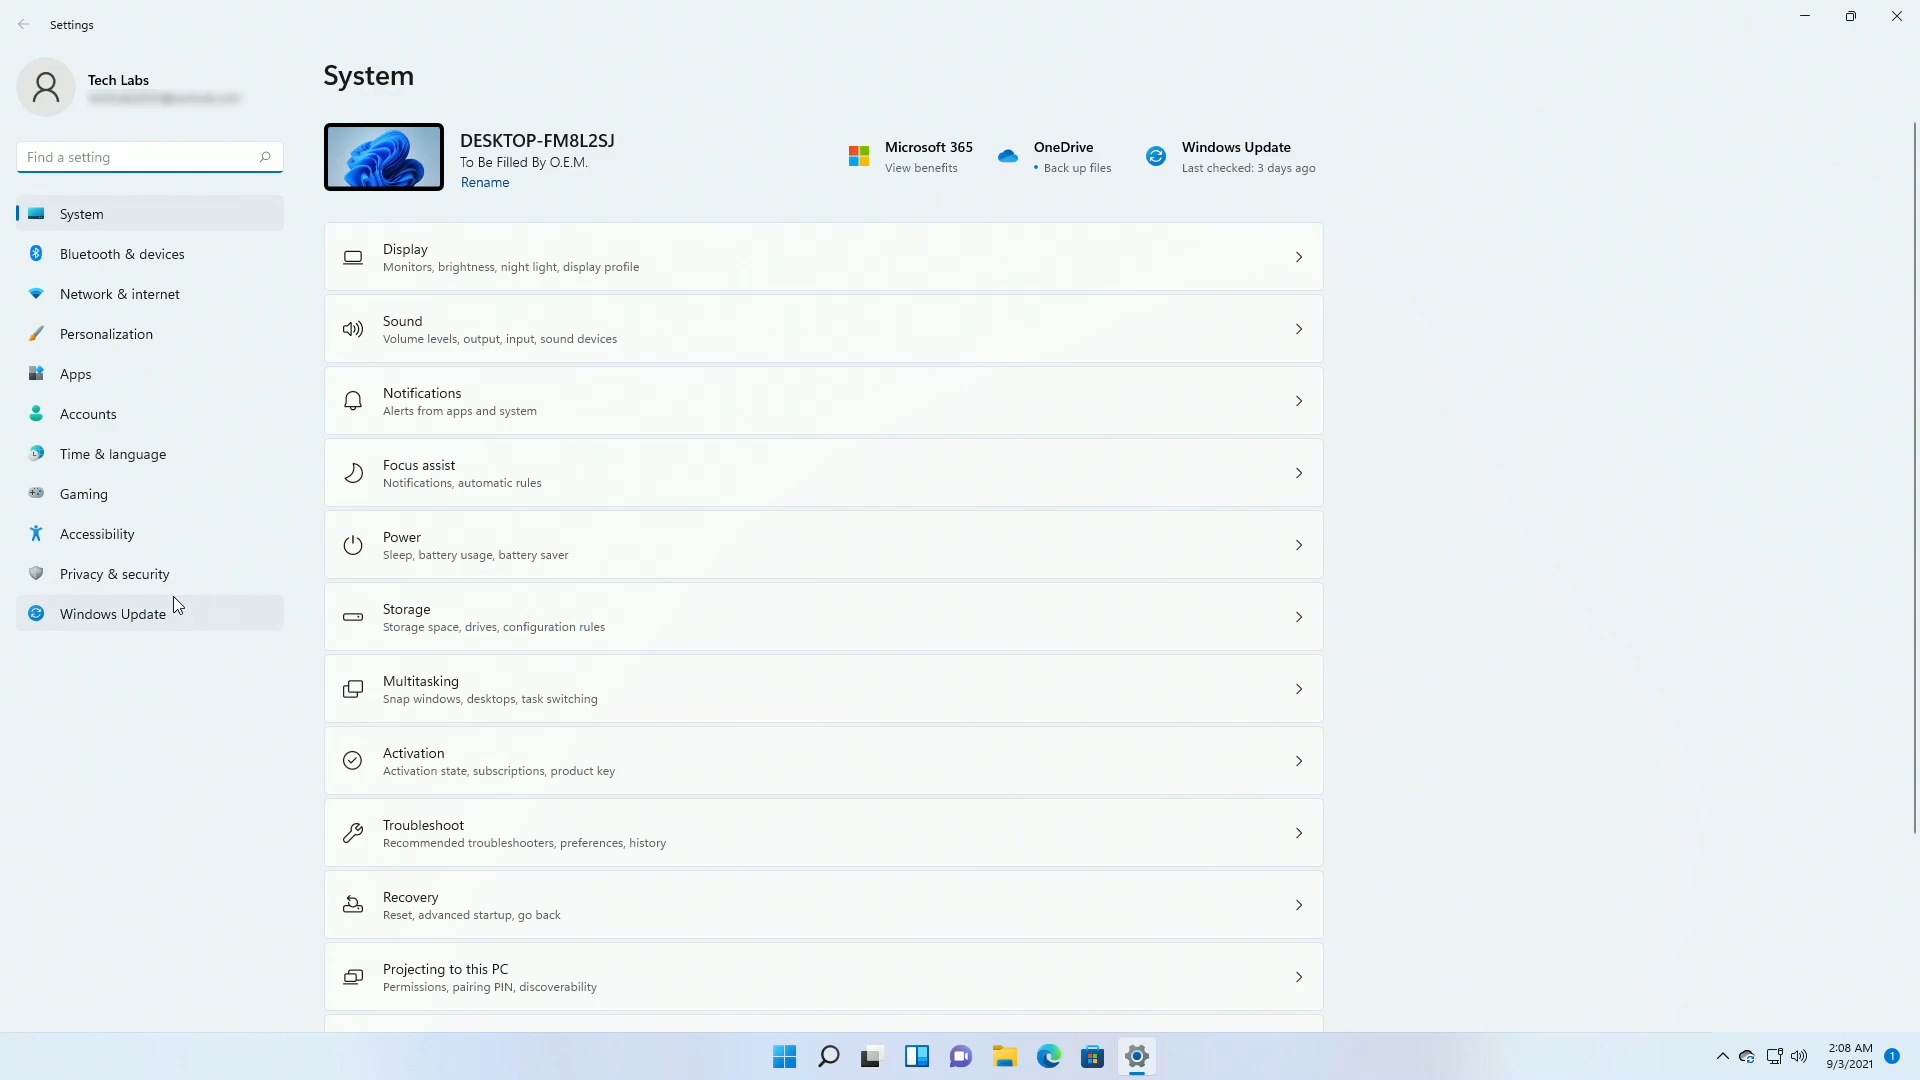 Settings
Tech Labs
Find a setting
System
Bluetooth & devices
Network & internet
Personalization
Apps
Accounts
Time & language
Gaming
Accessibility
Privacy & security
Windows Update
System
DESKTOP-FM8L2SJ
To Be Filled By O.E.M.
Rename
Microsoft 365
View benefits
OneDrive
• Back up files
Windows Update
Last checked: 3 days ago
Display
Monitors, brightness, night light, display profile
Sound
Volume levels, output, input, sound devices
Notifications
Alerts from apps and system
Focus assist
Notifications, automatic rules
Power
Sleep, battery usage, battery saver
Storage
Storage space, drives, configuration rules
Multitasking
Snap windows, desktops, task switching
Activation
Activation state, subscriptions, product key
Troubleshoot
Recommended troubleshooters, preferences, history
Recovery
Reset, advanced startup, go back
Projecting to this PC
Permissions, pairing PIN, discoverability
2:08 AM
9/3/2021
1